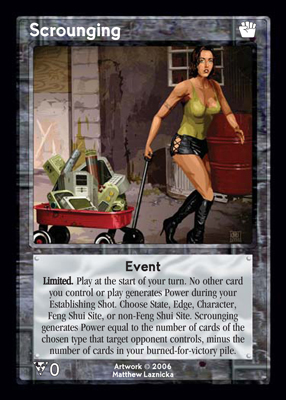 Scrounging
Event
Limited. Play at the start of your turn. No other card
you control or play generates Power during your
Establishing Shot. Choose State, Edge, Character,
Feng Shui Site, or non-Feng Shui Site. Scrounging
generates Power equal to the number of cards of the
chosen type that target opponent controls, minus the
number of cards in your burned-for-victory pile.
0
Artwork © 2006
Matthew Laznicka